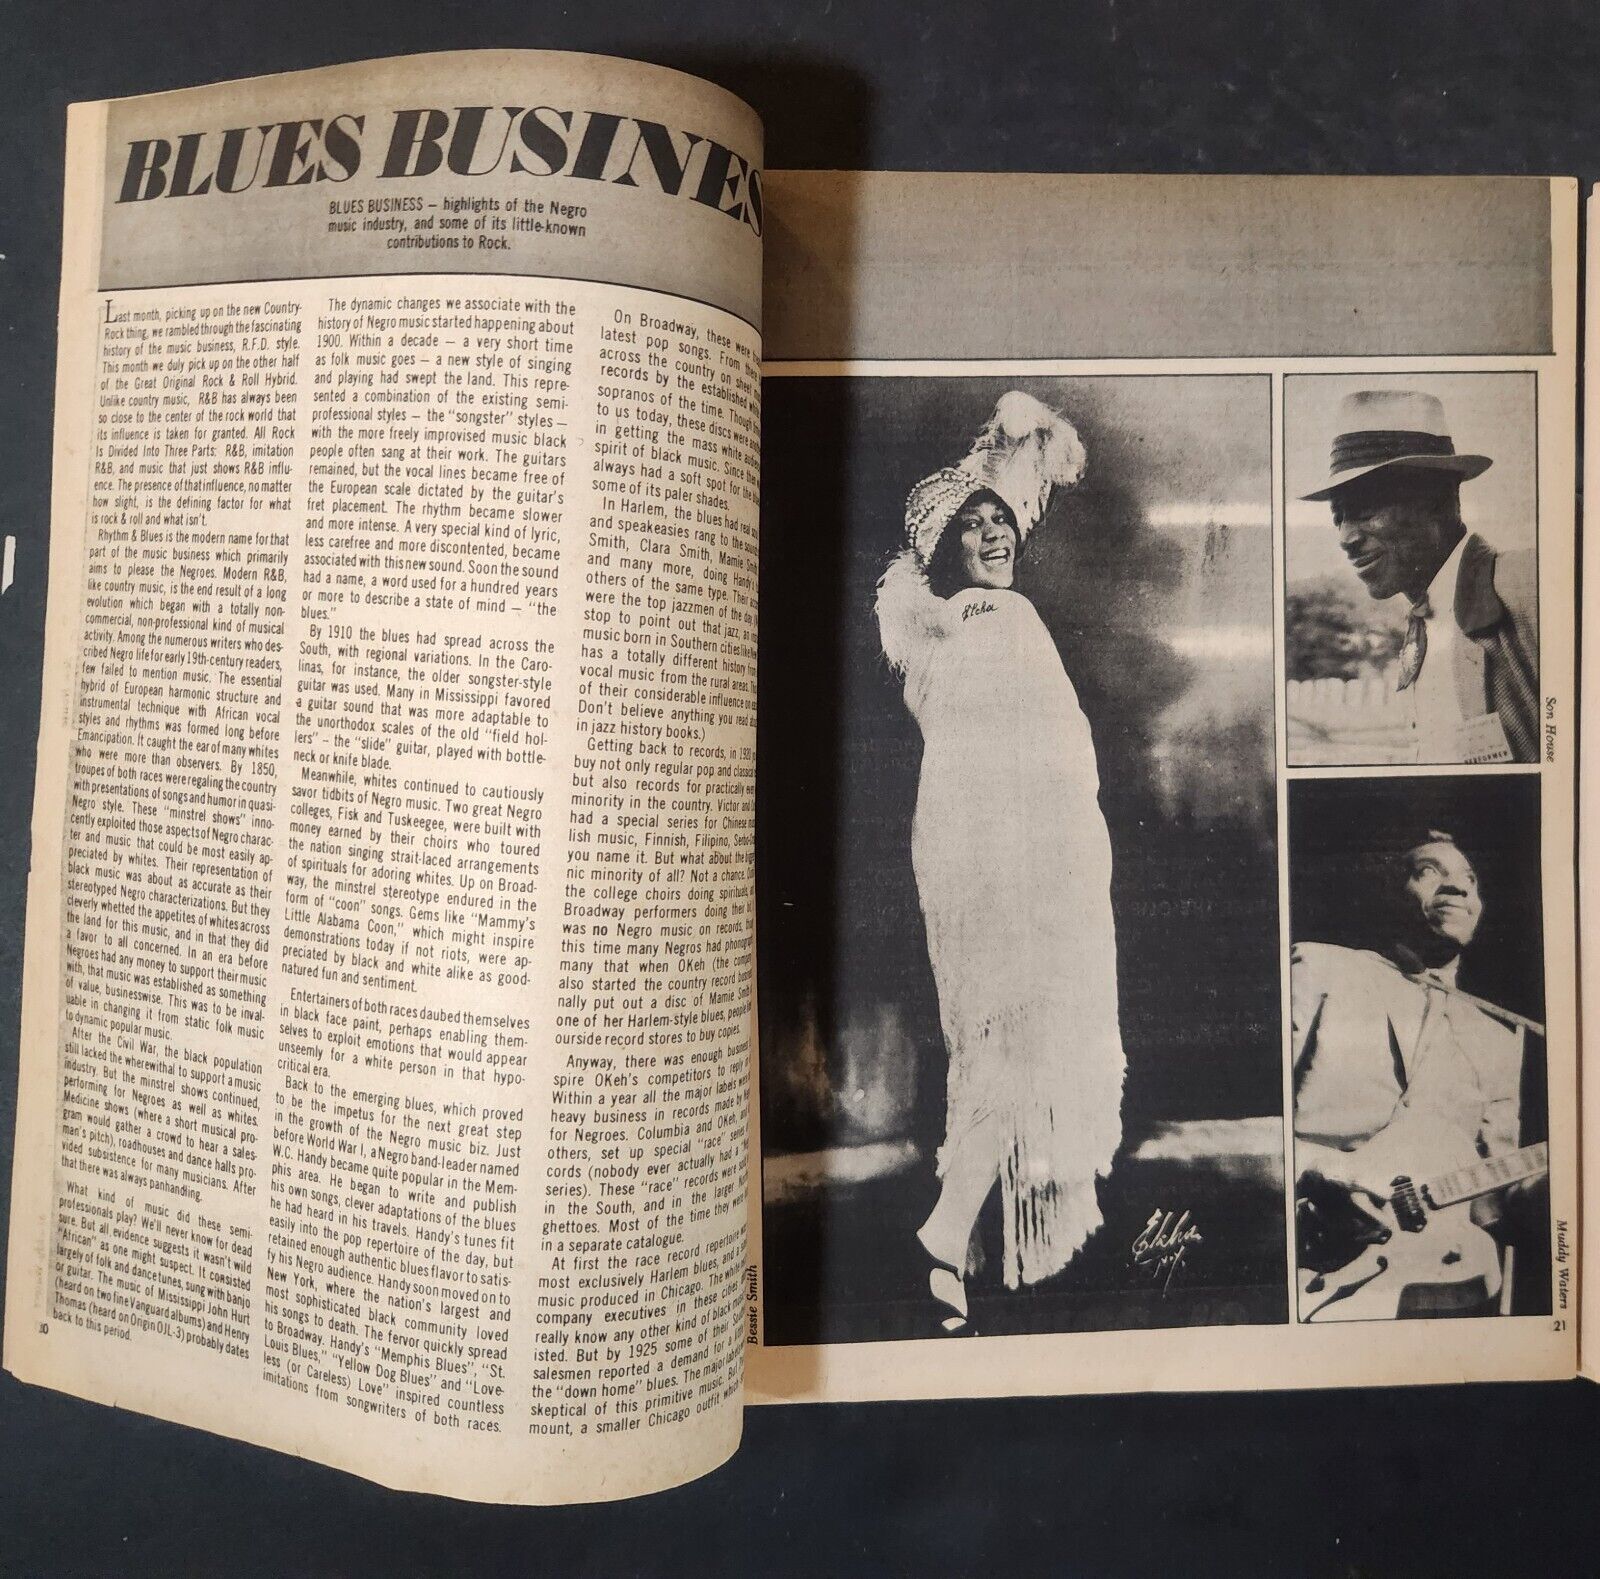 BLUES BUSINES
BLUES BUSINESS – highlights of the Negro
music industry, and some of its little-known
contributions to Rock.
Last month, picking up on the new Country-
Rock thing, we rambled through the fascinating
history of the music business, R.F.D. style.
This month we duly pick up on the other half
of the Great Original Rock & Roll Hybrid.
Unlike country music, R&B has always been
so close to the center of the rock world that
its influence is taken for granted. All Rock
Is Divided Into Three Parts: R&B, imitation
R&B, and music that just shows R&B influ-
ence. The presence of that influence, no matter
how slight, is the defining factor for what
is rock & roll and what isn't.
Rhythm & Blues is the modern name for that
part of the music business which primarily
aims to please the Negroes. Modern R&B,
like country music, is the end result of a long
evolution which began with a totally non-
commercial, non-professional kind of musical
activity. Among the numerous writers who des-
cribed Negro life for early 19th-century readers,
few failed to mention music. The essential
hybrid of European harmonic structure and
instrumental technique with African vocal
styles and rhythms was formed long before
Emancipation. It caught the ear of many whites
who were more than observers. By 1850,
troupes of both races were regaling the country
with presentations of songs and humor in quasi-
Negro style. These "minstrel shows" inno-
cently exploited those aspects of Negro charac-
ter and music that could be most easily ap-
preciated by whites. Their representation of
black music was about as accurate as their
stereotyped Negro characterizations. But they
cleverly whetted the appetites of whites across
the land for this music, and in that they did
a favor to all concerned. In an era before
Negroes had any money to support their music
with, that music was established as something
of value, businesswise. This was to be inval-
uable in changing it from static folk music
to dynamic popular music.
After the Civil War, the black population
still lacked the wherewithal to support a music
industry. But the minstrel shows continued,
performing for Negroes as well as whites.
Medicine shows (where a short musical pro-
gram would gather a crowd to hear a sales-
man's pitch), roadhouses and dance halls pro-
vided subsistence for many musicians. After
that there was always panhandling.
What kind of music did these semi-
professionals play? We'll never know for dead
sure. But all evidence suggests it wasn't wild
"African" as one might suspect. It consisted
largely of folk and dance tunes, sung with banjo
or guitar. The music of Mississippi John Hurt
(heard on two fine Vanguard albums) and Henry
Thomas (heard on Origin OJL-3) probably dates
back to this period.
The dynamic changes we associate with the
history of Negro music started happening about
1900. Within a decade – a very short time
as folk music goes – a new style of singing
and playing had swept the land. This repre-
sented a combination of the existing semi-
professional styles – the "songster" styles –
with the more freely improvised music black
people often sang at their work. The guitars
remained, but the vocal lines became free of
the European scale dictated by the guitar's
fret placement. The rhythm became slower
and more intense. A very special kind of lyric,
less carefree and more discontented, became
associated with this new sound. Soon the sound
had a name, a word used for a hundred years
or more to describe a state of mind – "the
blues."
By 1910 the blues had spread across the
South, with regional variations. In the Caro-
linas, for instance, the older songster-style
guitar was used. Many in Mississippi favored
a guitar sound that was more adaptable to
the unorthodox scales of the old "field hol-
lers" – the "slide" guitar, played with bottle-
neck or knife blade.
Meanwhile, whites continued to cautiously
savor tidbits of Negro music. Two great Negro
colleges, Fisk and Tuskeegee, were built with
money earned by their choirs who toured
the nation singing strait-laced arrangements
of spirituals for adoring whites. Up on Broad-
way, the minstrel stereotype endured in the
form of "coon" songs. Gems like "Mammy's
Little Alabama Coon," which might inspire
demonstrations today if not riots, were ap-
preciated by black and white alike as good-
natured fun and sentiment.
Entertainers of both races daubed themselves
in black face paint, perhaps enabling them-
selves to exploit emotions that would appear
unseemly for a white person in that hypo-
critical era.
Back to the emerging blues, which proved
to be the impetus for the next great step
in the growth of the Negro music biz. Just
before World War I, a Negro band-leader named
W.C. Handy became quite popular in the Mem-
phis area. He began to write and publish
his own songs, clever adaptations of the blues
he had heard in his travels. Handy's tunes fit
easily into the pop repertoire of the day, but
retained enough authentic blues flavor to satis-
fy his Negro audience. Handy soon moved on to
New York, where the nation's largest and
most sophisticated black community loved
his songs to death. The fervor quickly spread
to Broadway. Handy's "Memphis Blues", "St.
Louis Blues," "Yellow Dog Blues" and "Love-
less (or Careless) Love" inspired countless
imitations from songwriters of both races.
On Broadway, these were
latest pop songs. From there
across the country on sheet
records by the established
sopranos of the time. Though
to us today, these discs were
in getting the mass white
spirit of black music. Since then
always had a soft spot for the
some of its paler shades.
In Harlem, the blues had real
and speakeasies rang to the
Smith, Clara Smith, Mamie
and many more, doing Handy's
others of the same type. Their
were the top jazzmen of the day.
stop to point out that jazz, an
music born in Southern cities like
has a totally different history from
vocal music from the rural areas.
of their considerable influence on
Don't believe anything you read
in jazz history books.)
Getting back to records, in 1920
buy not only regular pop and classical
but also records for practically
minority in the country. Victor and
had a special series for Chinese
lish music, Finnish, Filipino,
you name it. But what about the
nic minority of all? Not a chance.
the college choirs doing spirituals,
Broadway performers doing their
was no Negro music on records,
this time many Negros had
many that when OKeh (the
also started the country record
nally put out a disc of Mamie
one of her Harlem-style blues, people
ourside record stores to buy copies.
Anyway, there was enough
spire OKeh's competitors to reply
Within a year all the major labels
heavy business in records made by
for Negroes. Columbia and OKeh,
others, set up special "race" series
cords (nobody ever actually had a
series). These "race" records were
in the South, and in the larger
ghettoes. Most of the time they were
in a separate catalogue.
At first the race record repertoire
most exclusively Harlem blues, and a
music produced in Chicago. The
company executives in these cities
really know any other kind of black
isted. But by 1925 some of their
salesmen reported a demand for
the "down home" blues. The major
skeptical of this primitive music. But
mount, a smaller Chicago outfit which
Bessie Smith
Elcha
Elcha
N.Y.
Son House
PERFORMER
Muddy Waters
21